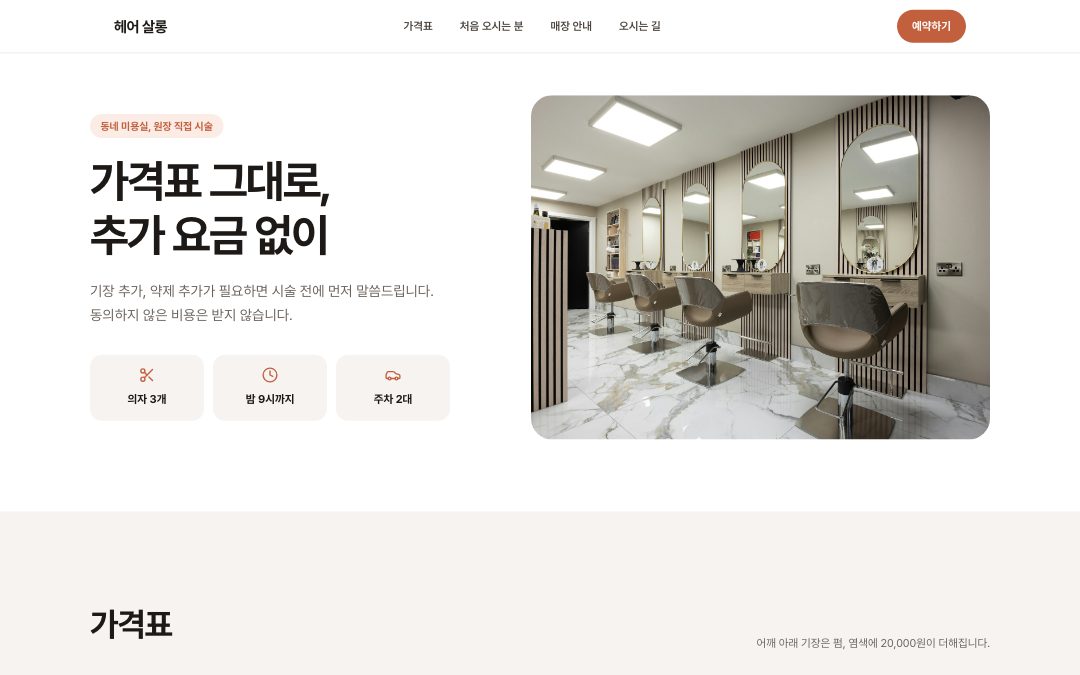 헤어 살롱
가격표
처음 오시는 분
매장 안내
오시는 길
예약하기
동네 미용실, 원장 직접 시술
가격표 그대로,
추가 요금 없이
기장 추가, 약제 추가가 필요하면 시술 전에 먼저 말씀드립니다.
동의하지 않은 비용은 받지 않습니다.
의자 3개
밤 9시까지
주차 2대
가격표
어깨 아래 기장은 펌, 염색에 20,000원이 더해집니다.